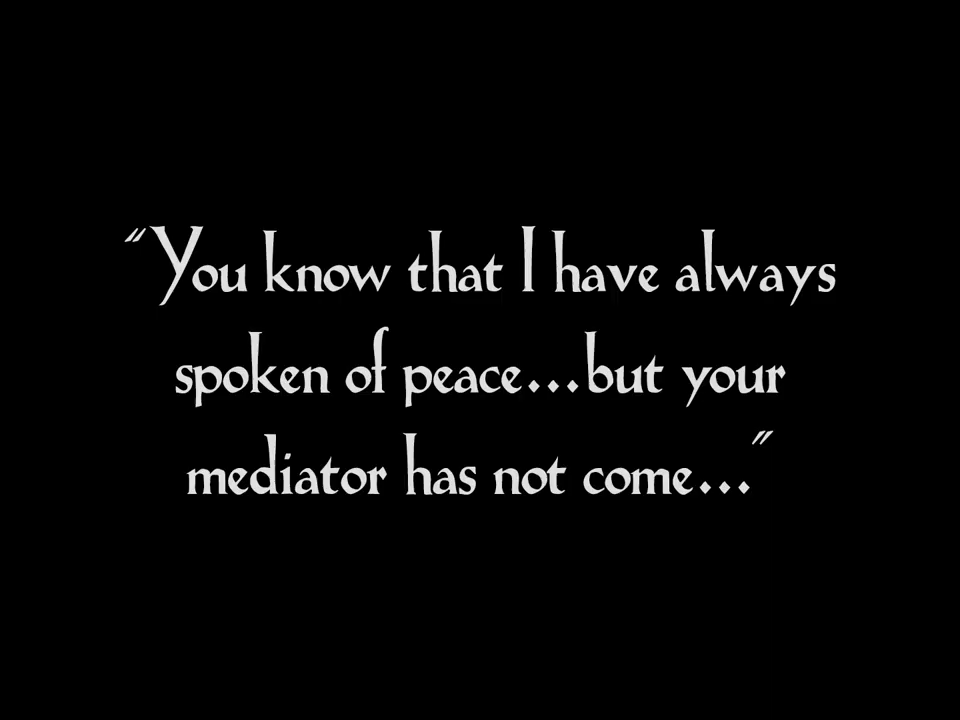 “You know that I have always
spoken of peace...but your
mediator has not come...”